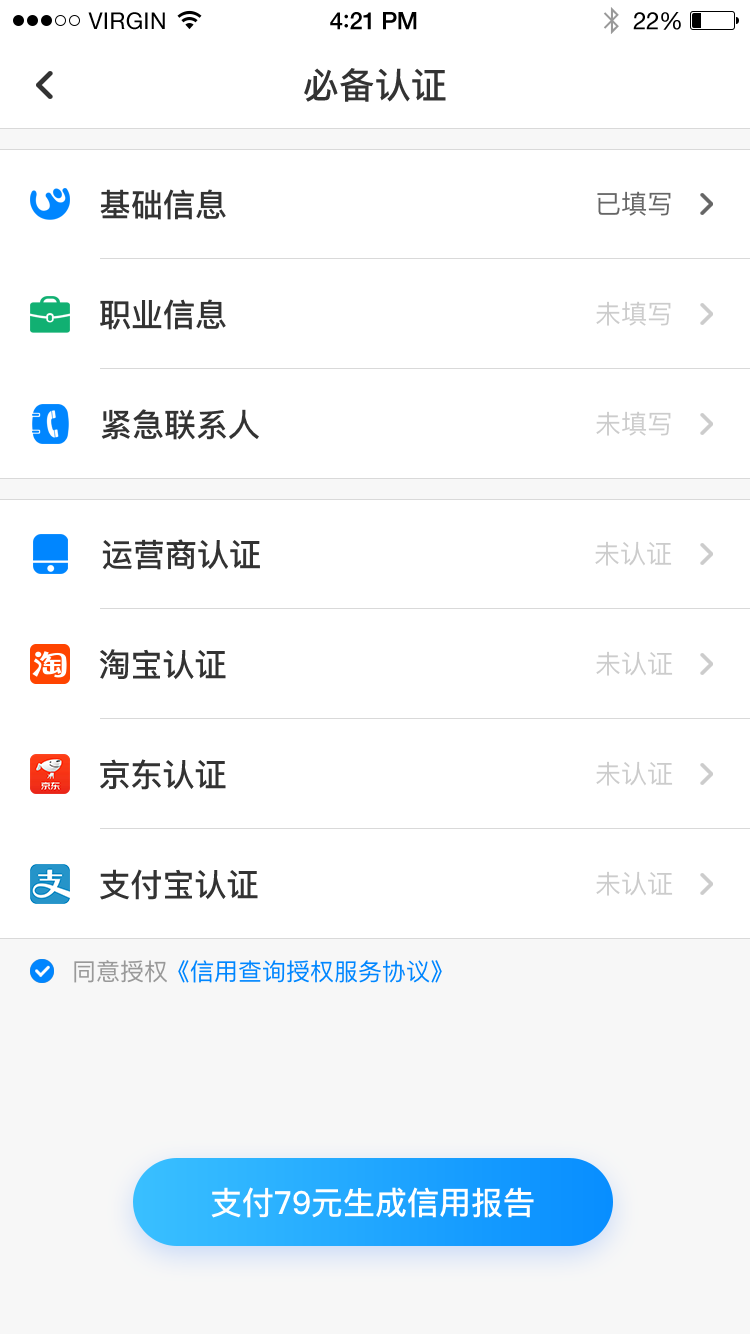 VIRGIN 4:21 PM 22%
必备认证
基础信息 已填写
职业信息 未填写
紧急联系人 未填写
运营商认证 未认证
淘 淘宝认证 未认证
京东 京东认证 未认证
支 支付宝认证 未认证
同意授权《信用查询授权服务协议》
支付79元生成信用报告